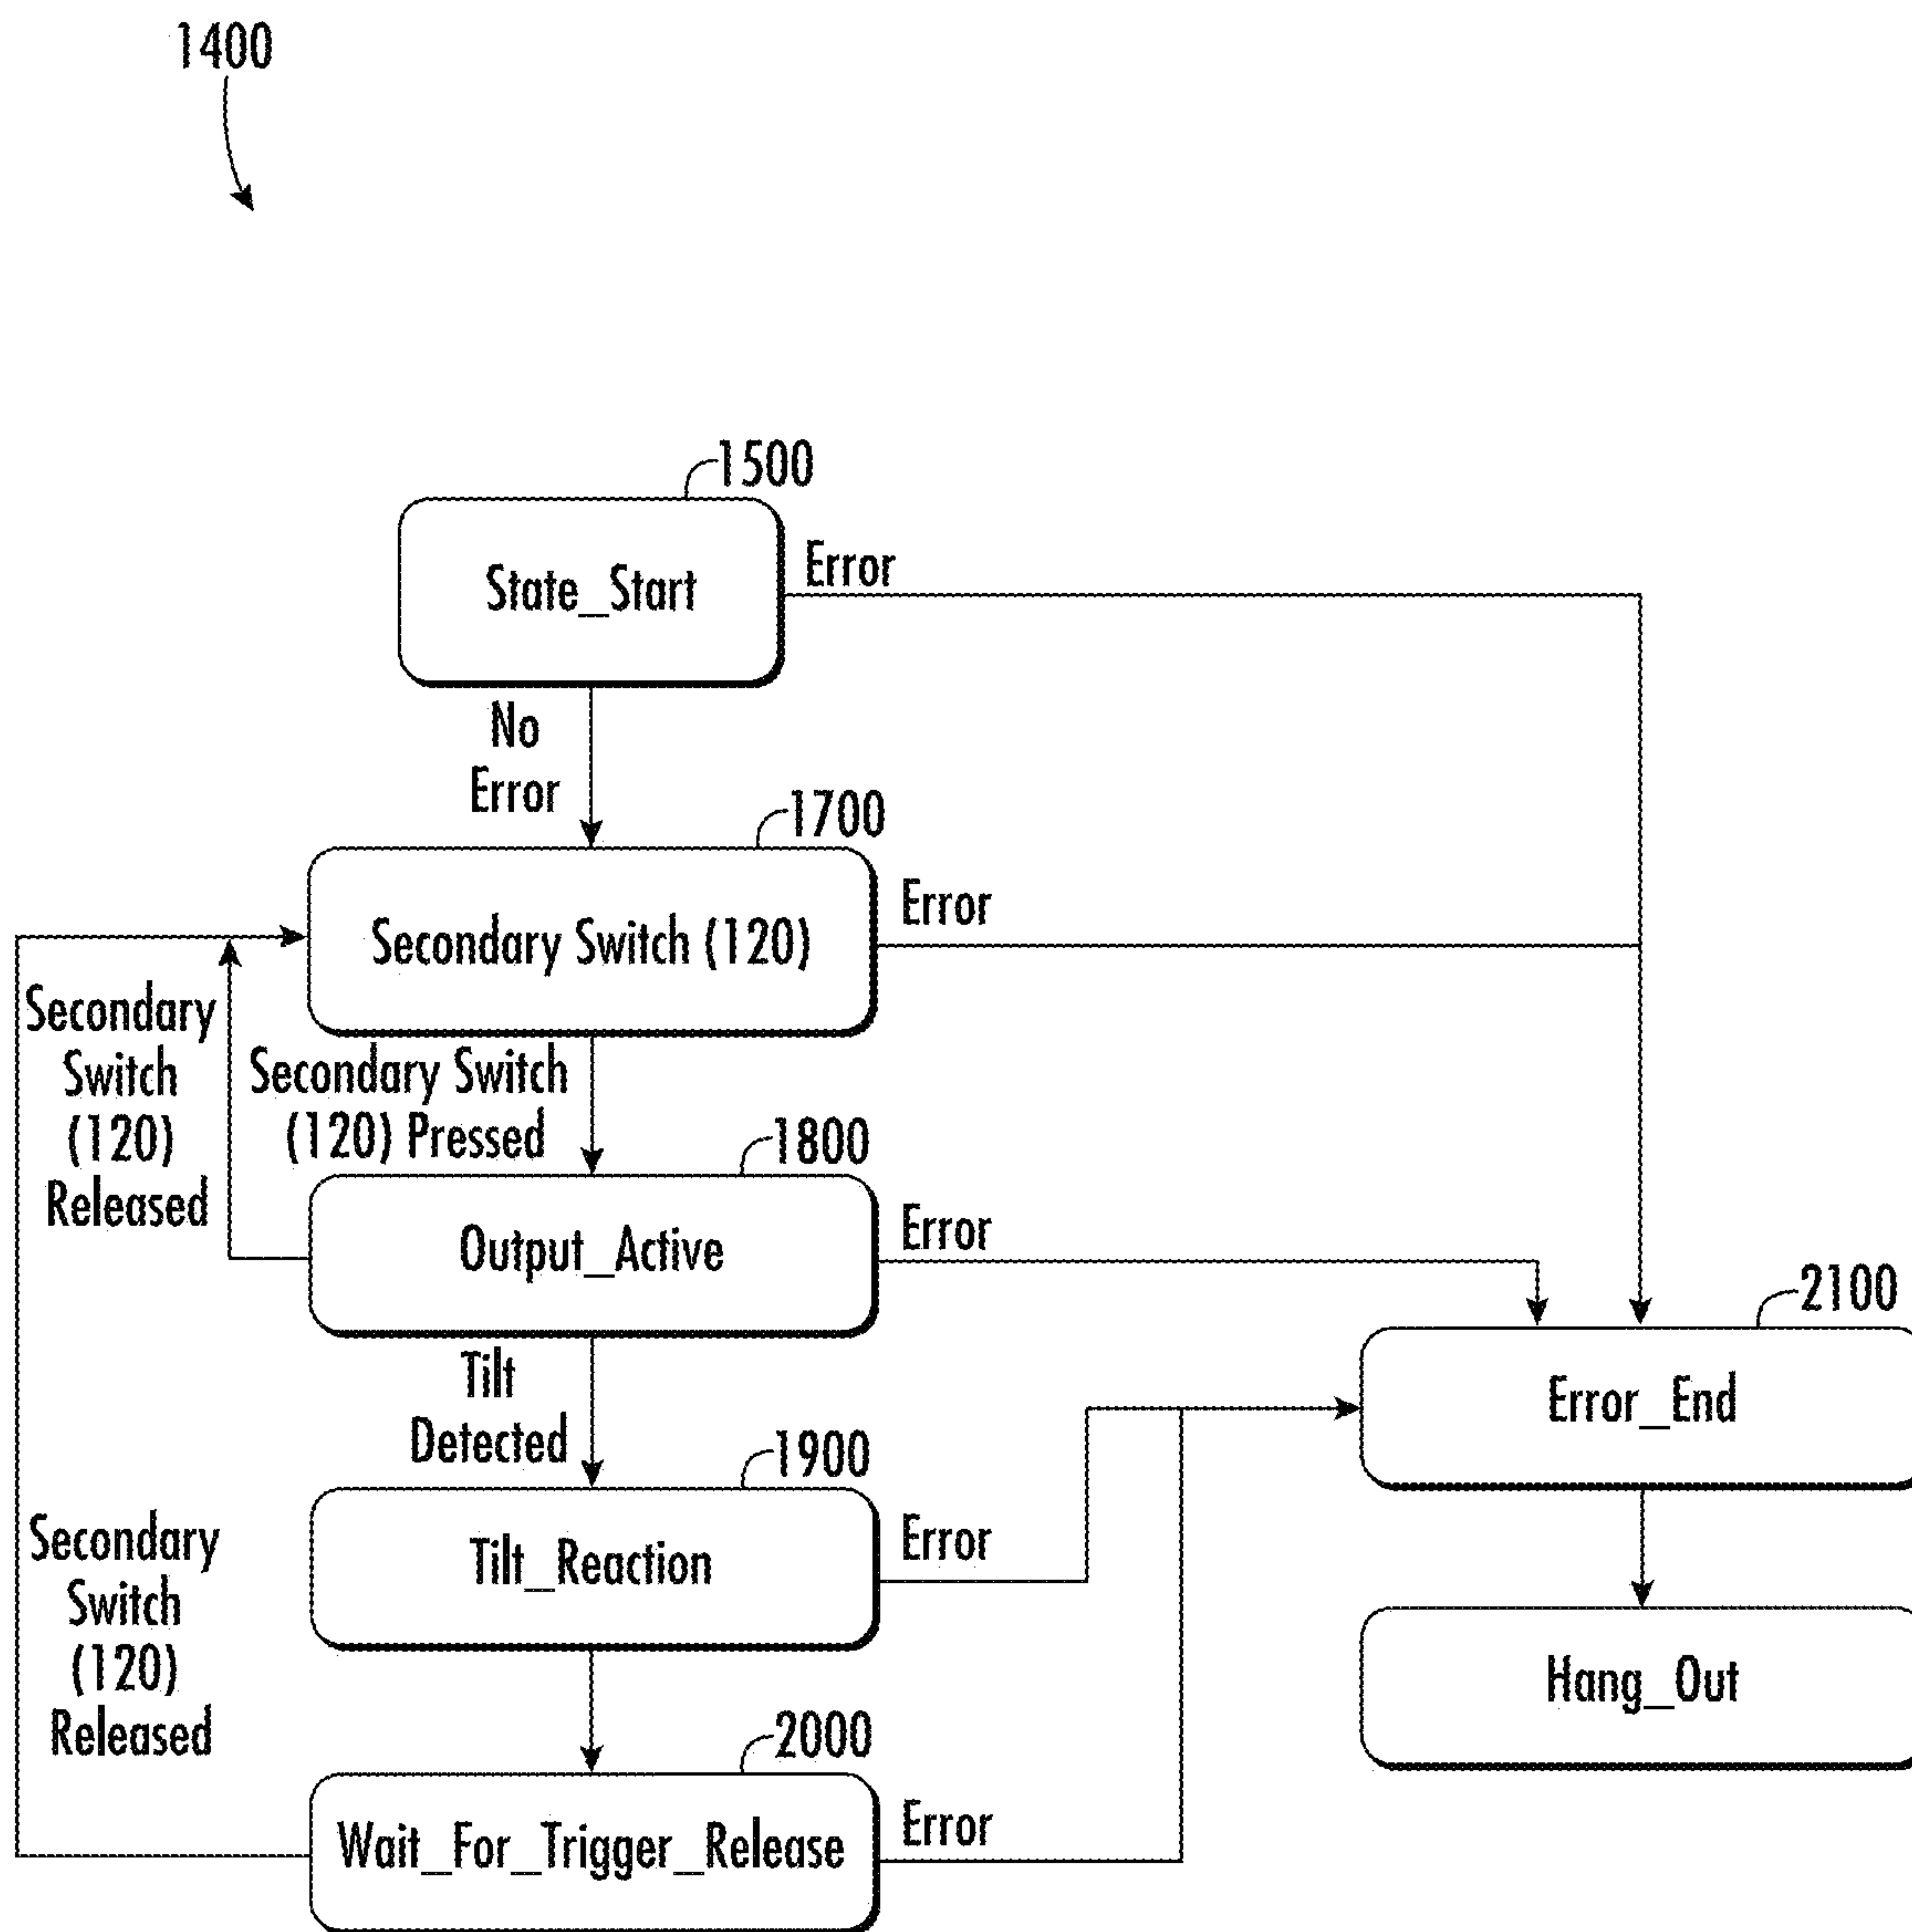 1400
1500
State_Start
Error
No
Error
1700
Secondary Switch (120)
Error
Secondary
Switch
(120)
Released
Secondary Switch
(120) Pressed
1800
Output_Active
Error
2100
Error_End
Tilt
Detected
1900
Tilt_Reaction
Error
Secondary
Switch
(120)
Released
Hang_Out
2000
Wait_For_Trigger_Release
Error